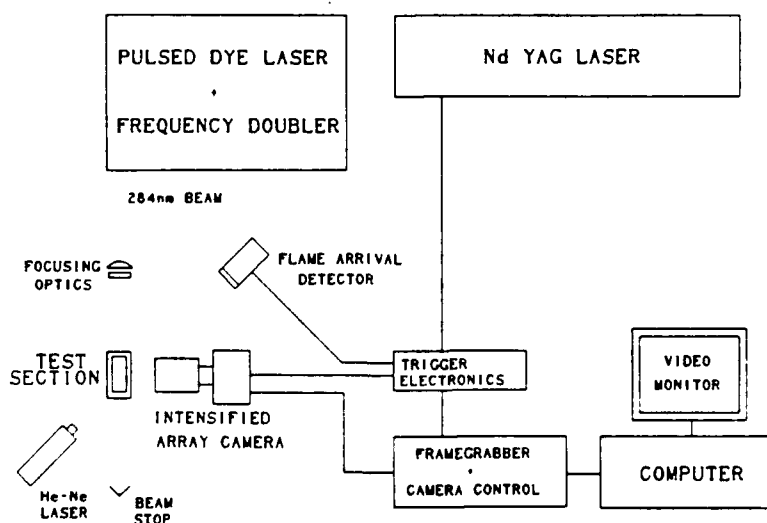 PULSED DYE LASER
+
FREQUENCY DOUBLER
Nd YAG LASER
284nm BEAM
FOCUSING
OPTICS
FLAME ARRIVAL
DETECTOR
TEST
SECTION
INTENSIFIED
ARRAY CAMERA
TRIGGER
ELECTRONICS
VIDEO
MONITOR
He-Ne
LASER
BEAM
STOP
FRAMEGRABBER
+
CAMERA CONTROL
COMPUTER